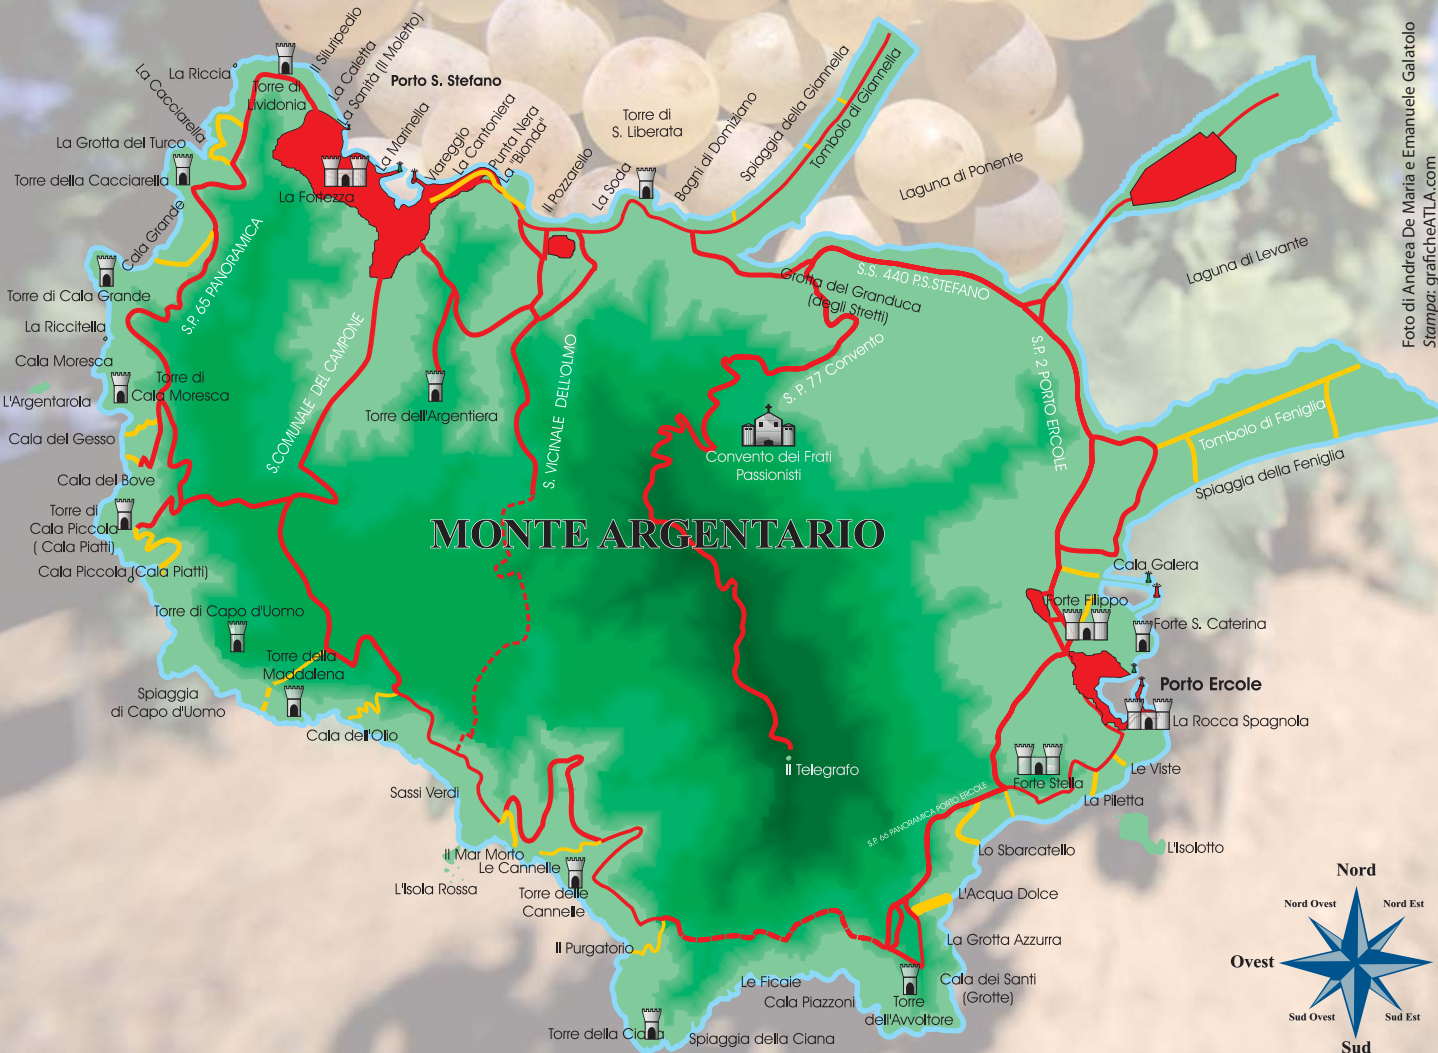 Il Siluripedio
La Caletta
La Sanità (Il Moletto)
Porto S. Stefano
La Riccia
Torre di
Lividonia
La Cacciarella
La Marinella
Viareggio
La Cantoniera
Punta Nera
La "Bionda"
Torre di
S. Liberata
Il Pozzarello
La Soda
Bagni di Domiziano
Spiaggia della Giannella
Tombolo di Giannella
Laguna di Ponente
Laguna di Levante
Foto di Andrea De Maria e Emanuele Galatolo
Stampa: graficheATLA.com
La Grotta del Turco
Torre della Cacciarella
La Fortezza
Cala Grande
Torre di Cala Grande
S.P. 65 PANORAMICA
La Riccitella
Cala Moresca
L'Argentarola
Torre di
Cala Moresca
Cala del Gesso
Cala del Bove
Torre di
Cala Piccola
( Cala Piatti)
Cala Piccola (Cala Piatti)
S.COMUNALE DEL CAMPONE
Torre dell'Argentiera
S. VICINALE DELL'OLMO
Grotta del Granduca
(degli Stretti)
S.S. 440 P.S.STEFANO
S. P. 77 Convento
S.P. 2 PORTO ERCOLE
Convento dei Frati
Passionisti
Tombolo di Feniglia
Spiaggia della Feniglia
MONTE ARGENTARIO
Cala Galera
Forte Filippo
Forte S. Caterina
Porto Ercole
La Rocca Spagnola
Torre di Capo d'Uomo
Torre della
Maddalena
Spiaggia
di Capo d'Uomo
Cala dell'Olio
Sassi Verdi
Il Telegrafo
Forte Stella
Le Viste
La Piletta
S.P. 66 PANORAMICA PORTO ERCOLE
L'Isolotto
Lo Sbarcatello
Il Mar Morto
Le Cannelle
L'Isola Rossa
Torre delle
Cannelle
L'Acqua Dolce
La Grotta Azzurra
Il Purgatorio
Le Ficaie
Cala Piazzoni
Cala dei Santi
(Grotte)
Torre
dell'Avvoltore
Torre della Ciana
Spiaggia della Ciana
Nord
Nord Ovest
Nord Est
Ovest
Sud Ovest
Sud Est
Sud